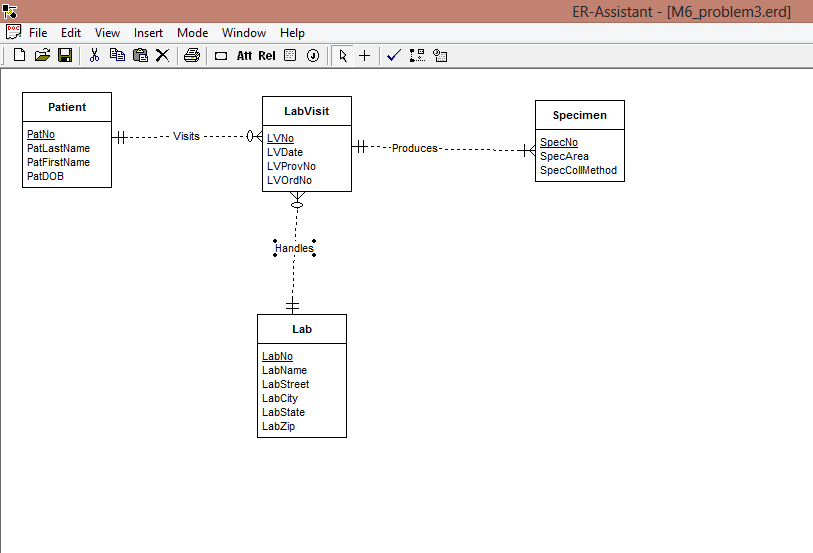 ER-Assistant - [M6_problem3.erd]
DOC
File Edit View Insert Mode Window Help
Att Rel J
Patient
PatNo
PatLastName
PatFirstName
PatDOB
Visits
LabVisit
LVNo
LVDate
LVProvNo
LVOrdNo
Produces
Specimen
SpecNo
SpecArea
SpecCollMethod
Handles
Lab
LabNo
LabName
LabStreet
LabCity
LabState
LabZip